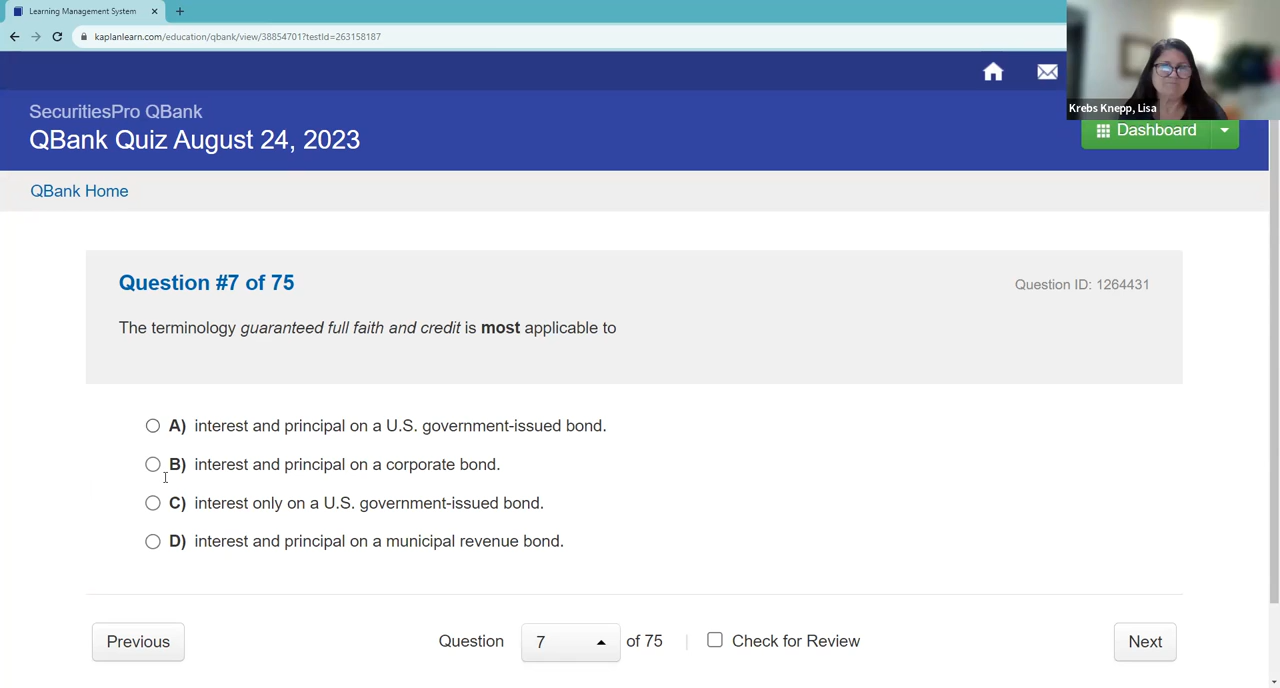 Learning Management System
kaplanlearn.com/education/qbank/view/38854701?testId=263158187
Krebs Knepp, Lisa
SecuritiesPro QBank
QBank Quiz August 24, 2023
Dashboard
QBank Home
Question #7 of 75
Question ID: 1264431
The terminology guaranteed full faith and credit is most applicable to
A) interest and principal on a U.S. government-issued bond.
B) interest and principal on a corporate bond.
C) interest only on a U.S. government-issued bond.
D) interest and principal on a municipal revenue bond.
Previous
Question 7 of 75
Check for Review
Next